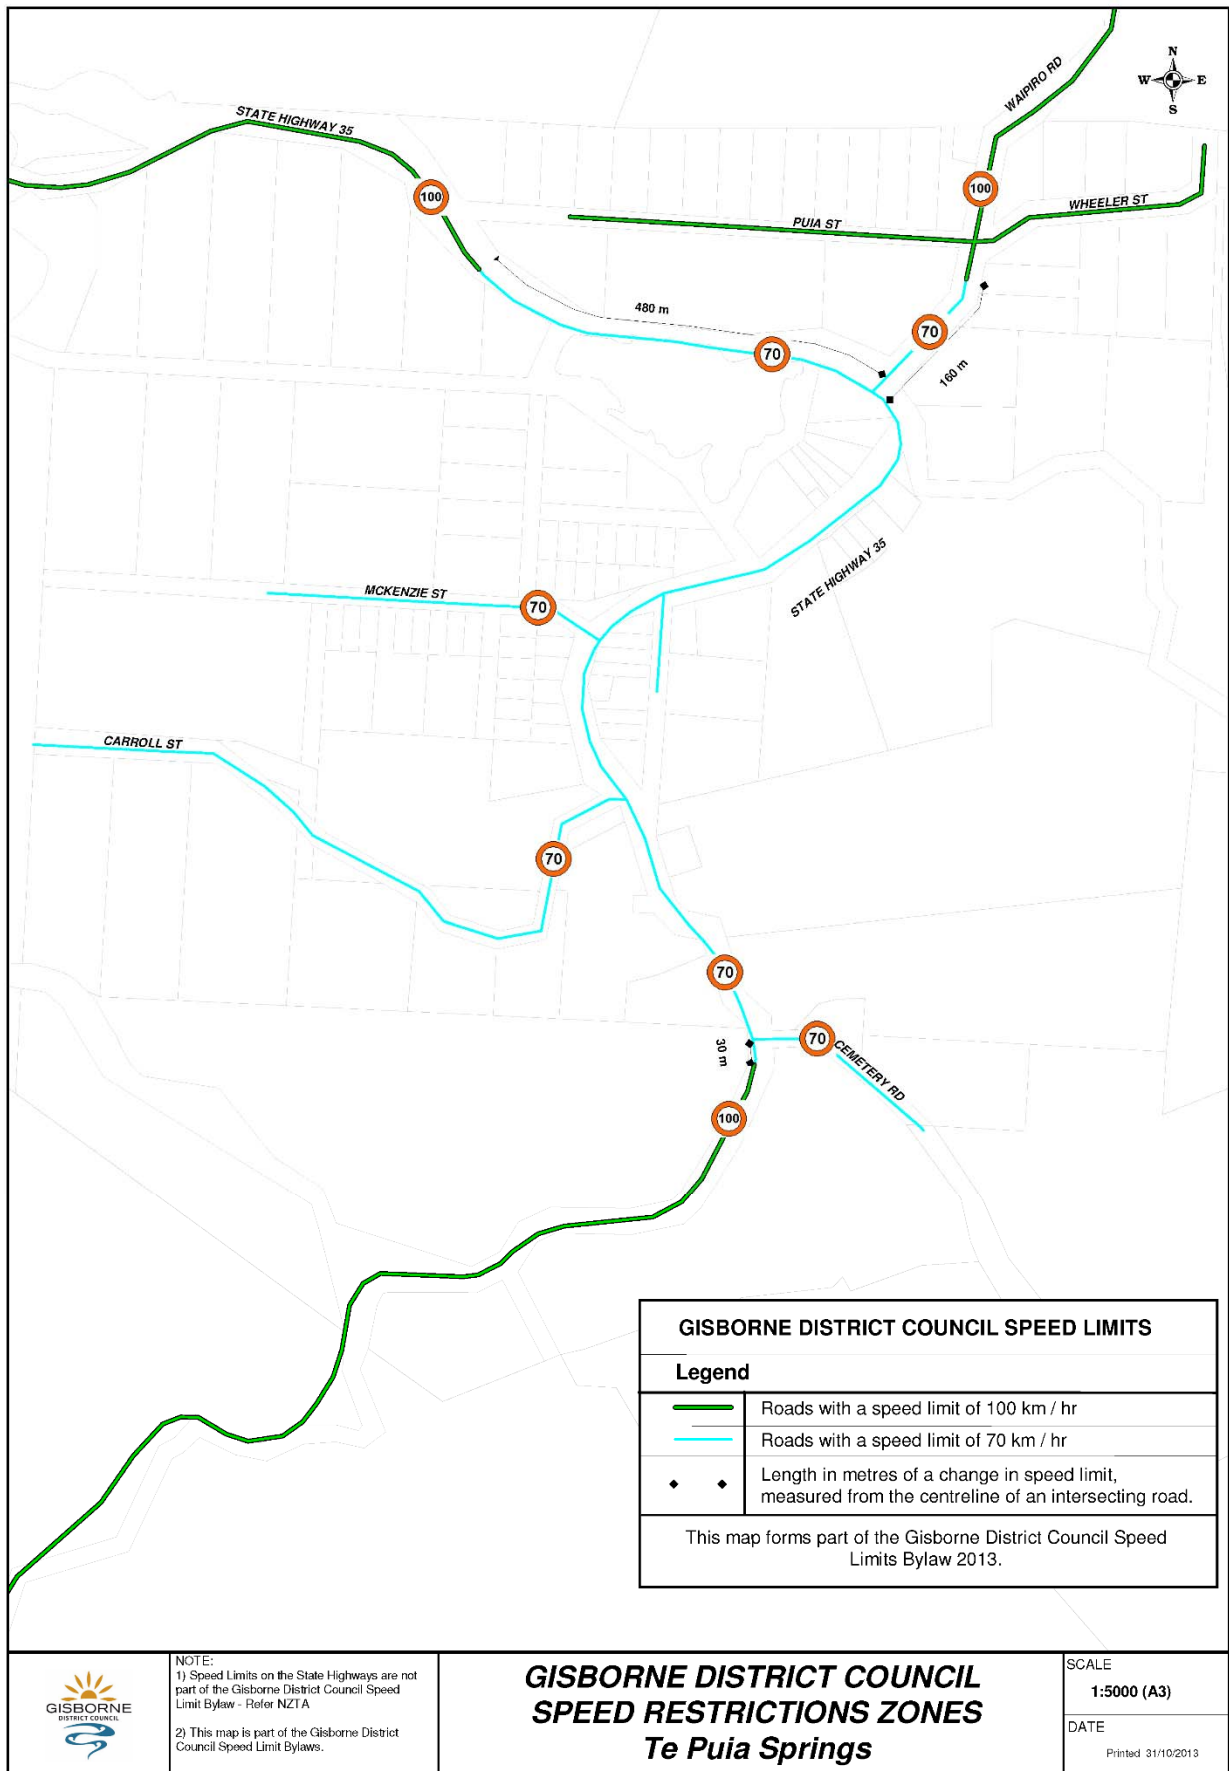 N
W E
S
WAIPIRO RD
STATE HIGHWAY 35
100
100
WHEELER ST
PUIA ST
480 m
70
70
160 m
STATE HIGHWAY 35
MCKENZIE ST
70
CARROLL ST
70
70
30 m
70
CEMETERY RD
100
GISBORNE DISTRICT COUNCIL SPEED LIMITS
Legend
Roads with a speed limit of 100 km / hr
Roads with a speed limit of 70 km / hr
Length in metres of a change in speed limit,
measured from the centreline of an intersecting road.
This map forms part of the Gisborne District Council Speed
Limits Bylaw 2013.
GISBORNE
DISTRICT COUNCIL
NOTE:
1) Speed Limits on the State Highways are not
part of the Gisborne District Council Speed
Limit Bylaw - Refer NZTA
2) This map is part of the Gisborne District
Council Speed Limit Bylaws.
GISBORNE DISTRICT COUNCIL
SPEED RESTRICTIONS ZONES
Te Puia Springs
SCALE
1:5000 (A3)
DATE
Printed 31/10/2013